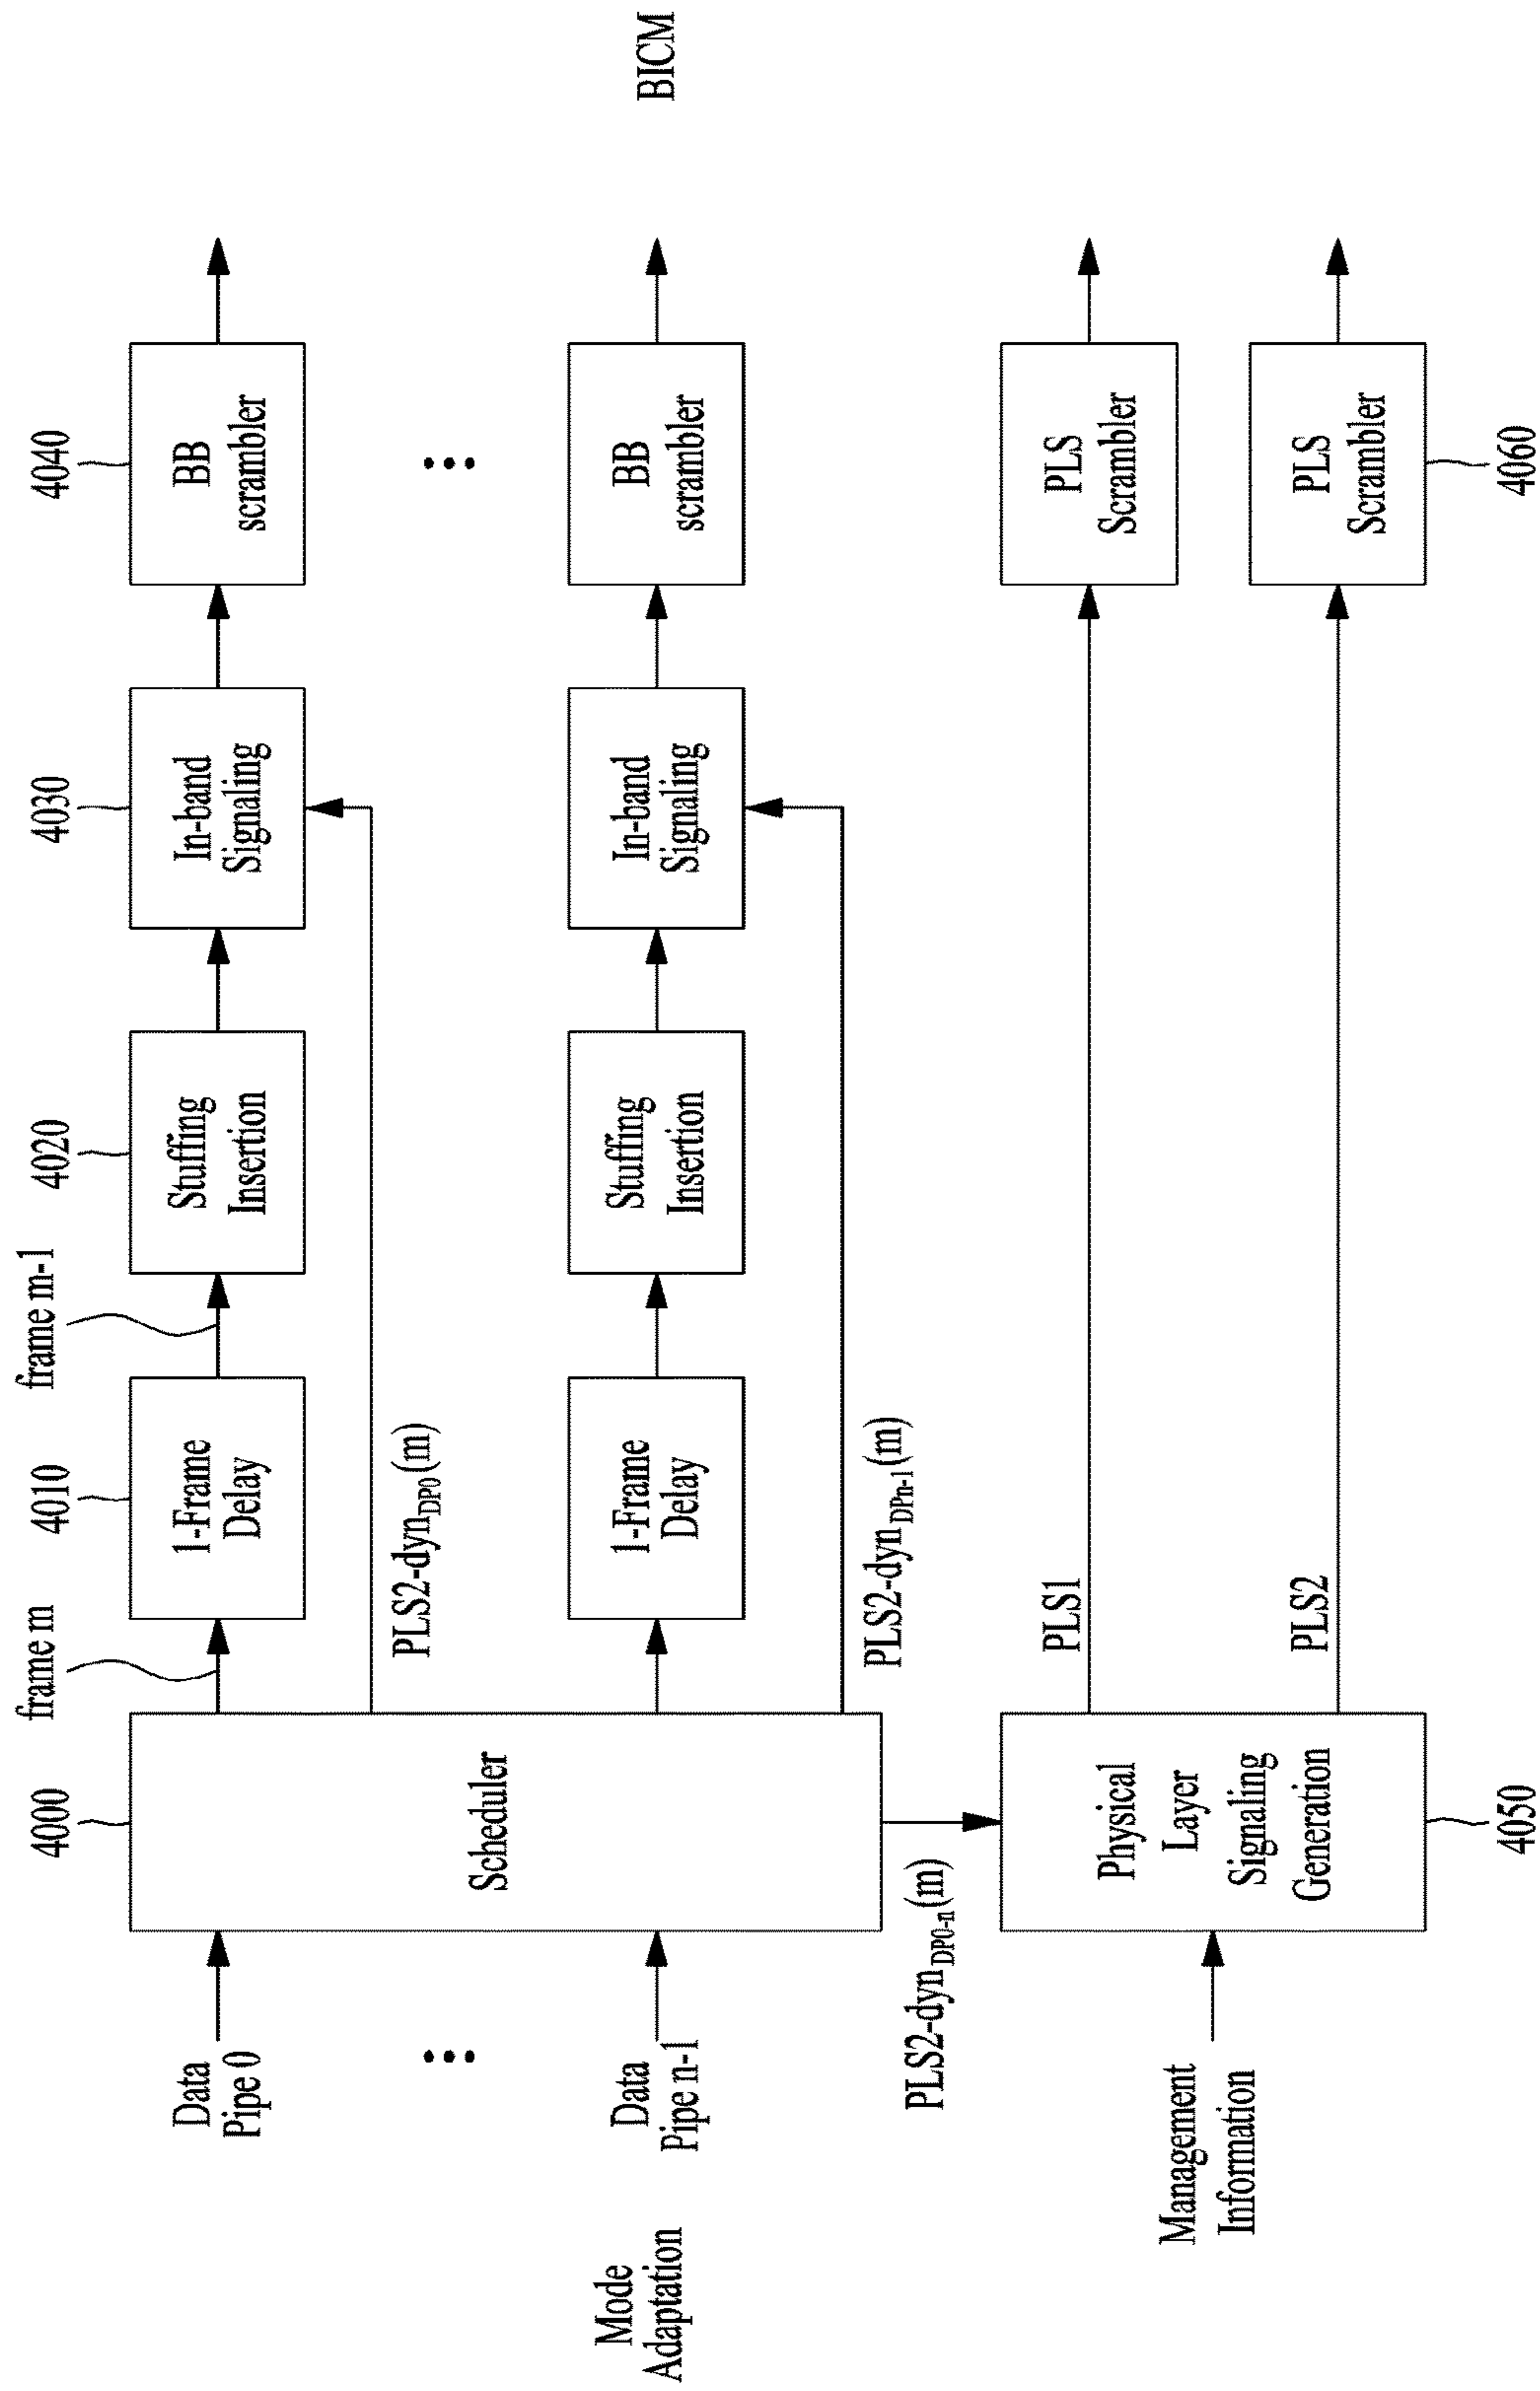 4000
4010
4020
4030
4040
frame m
frame m-1
Data
Pipe 0
Scheduler
1-Frame
Delay
Stuffing
Insertion
In-band
Signaling
BB
scrambler
PLS2-dynDP0(m)
Mode
Adaptation
Data
Pipe n-1
1-Frame
Delay
Stuffing
Insertion
In-band
Signaling
BB
scrambler
BICM
PLS2-dynDPn-1(m)
PLS2-dynDP0-n(m)
Management
Information
Physical
Layer
Signaling
Generation
PLS1
PLS
Scrambler
PLS2
PLS
Scrambler
4050
4060